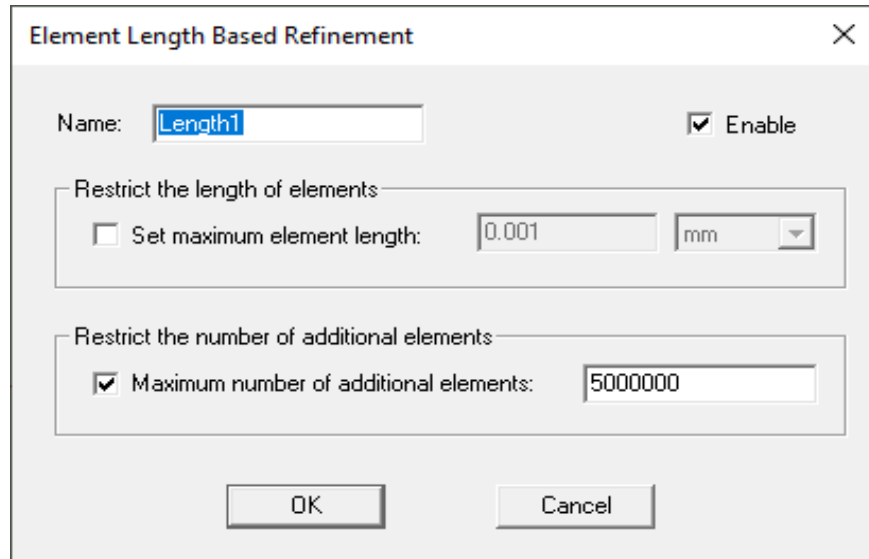 Element Length Based Refinement
Name: Length1 Enable
Restrict the length of elements
Set maximum element length: 0.001 mm
Restrict the number of additional elements
Maximum number of additional elements: 5000000
OK Cancel